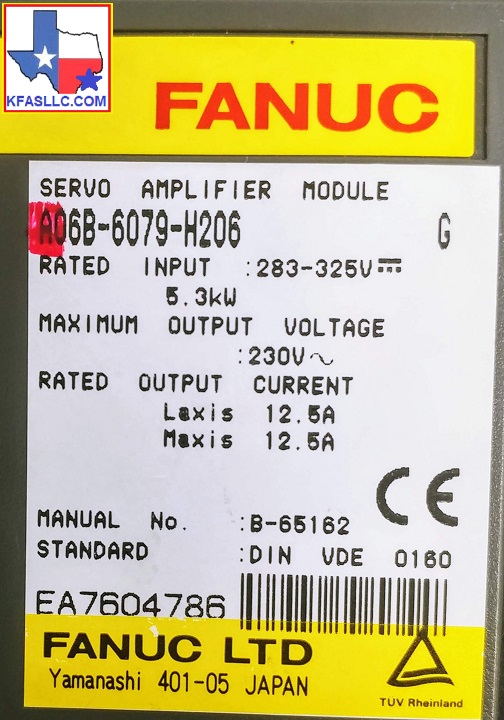 KFASLLC.COM
FANUC
SERVO AMPLIFIER MODULE
A06B-6079-H206 G
RATED INPUT :283-325V⎓
5.3kW
MAXIMUM OUTPUT VOLTAGE
:230V～
RATED OUTPUT CURRENT
Laxis 12.5A
Maxis 12.5A
CE
MANUAL No. :B-65162
STANDARD :DIN VDE 0160
EA7604786
FANUC LTD
Yamanashi 401-05 JAPAN
TUV Rheinland